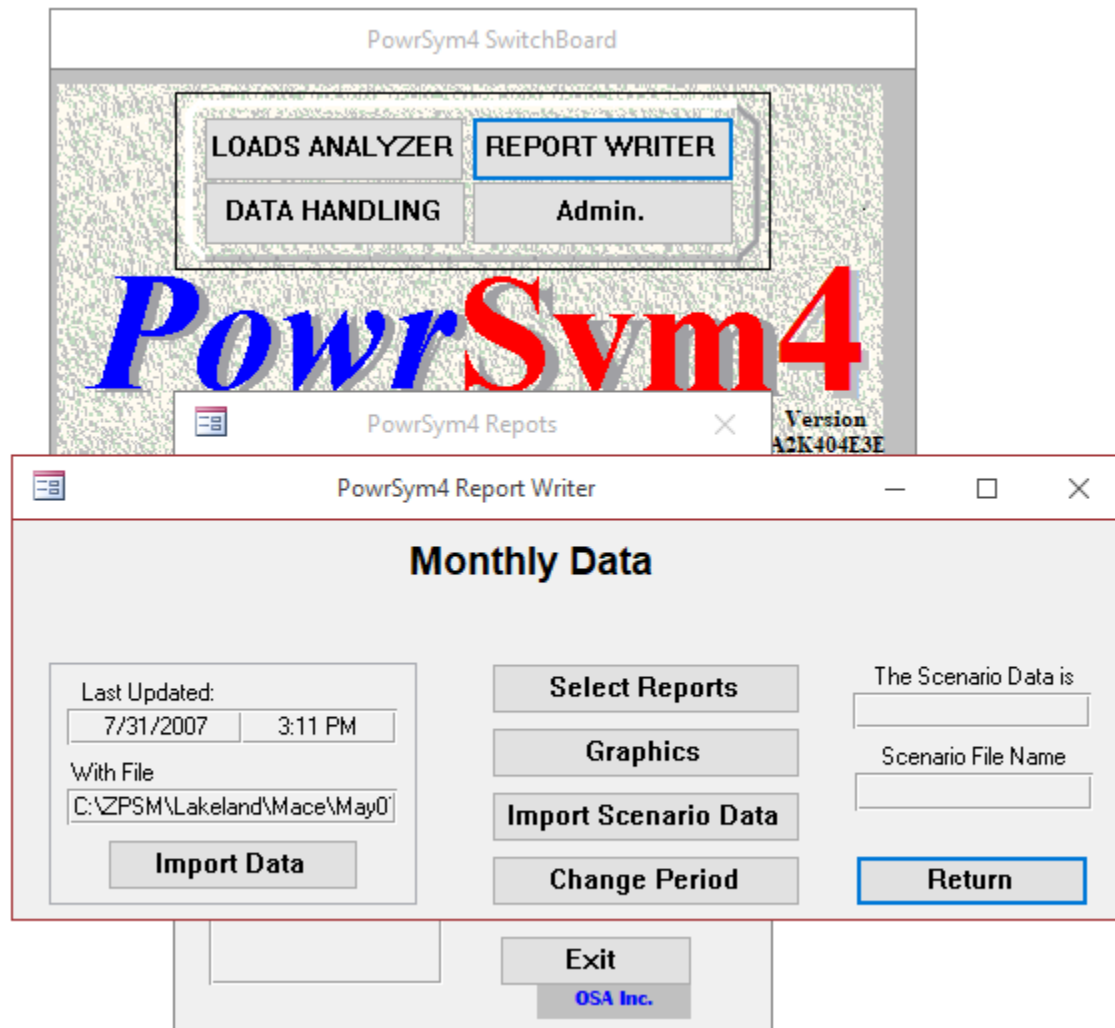 PowrSym4 SwitchBoard
LOADS ANALYZER REPORT WRITER
DATA HANDLING Admin.
PowrSym4
PowrSym4 Repots
Version
A2K404E3E
PowrSym4 Report Writer
Monthly Data
Last Updated:
7/31/2007 3:11 PM
With File
C:\ZPSM\Lakeland\Mace\May0
Import Data
Select Reports
Graphics
Import Scenario Data
Change Period
The Scenario Data is
Scenario File Name
Return
Exit
OSA Inc.